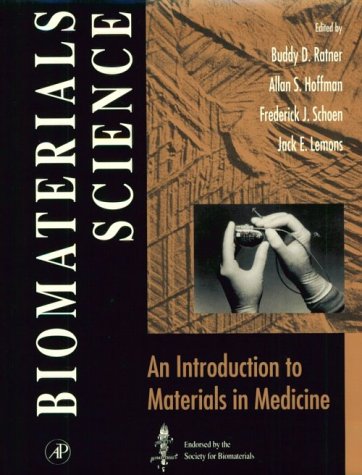 BIOMATERIALS
SCIENCE
Edited by
Buddy D. Ratner
Allan S. Hoffman
Frederick J. Schoen
Jack E. Lemons
An Introduction to
Materials in Medicine
AP
Endorsed by the
Society for Biomaterials